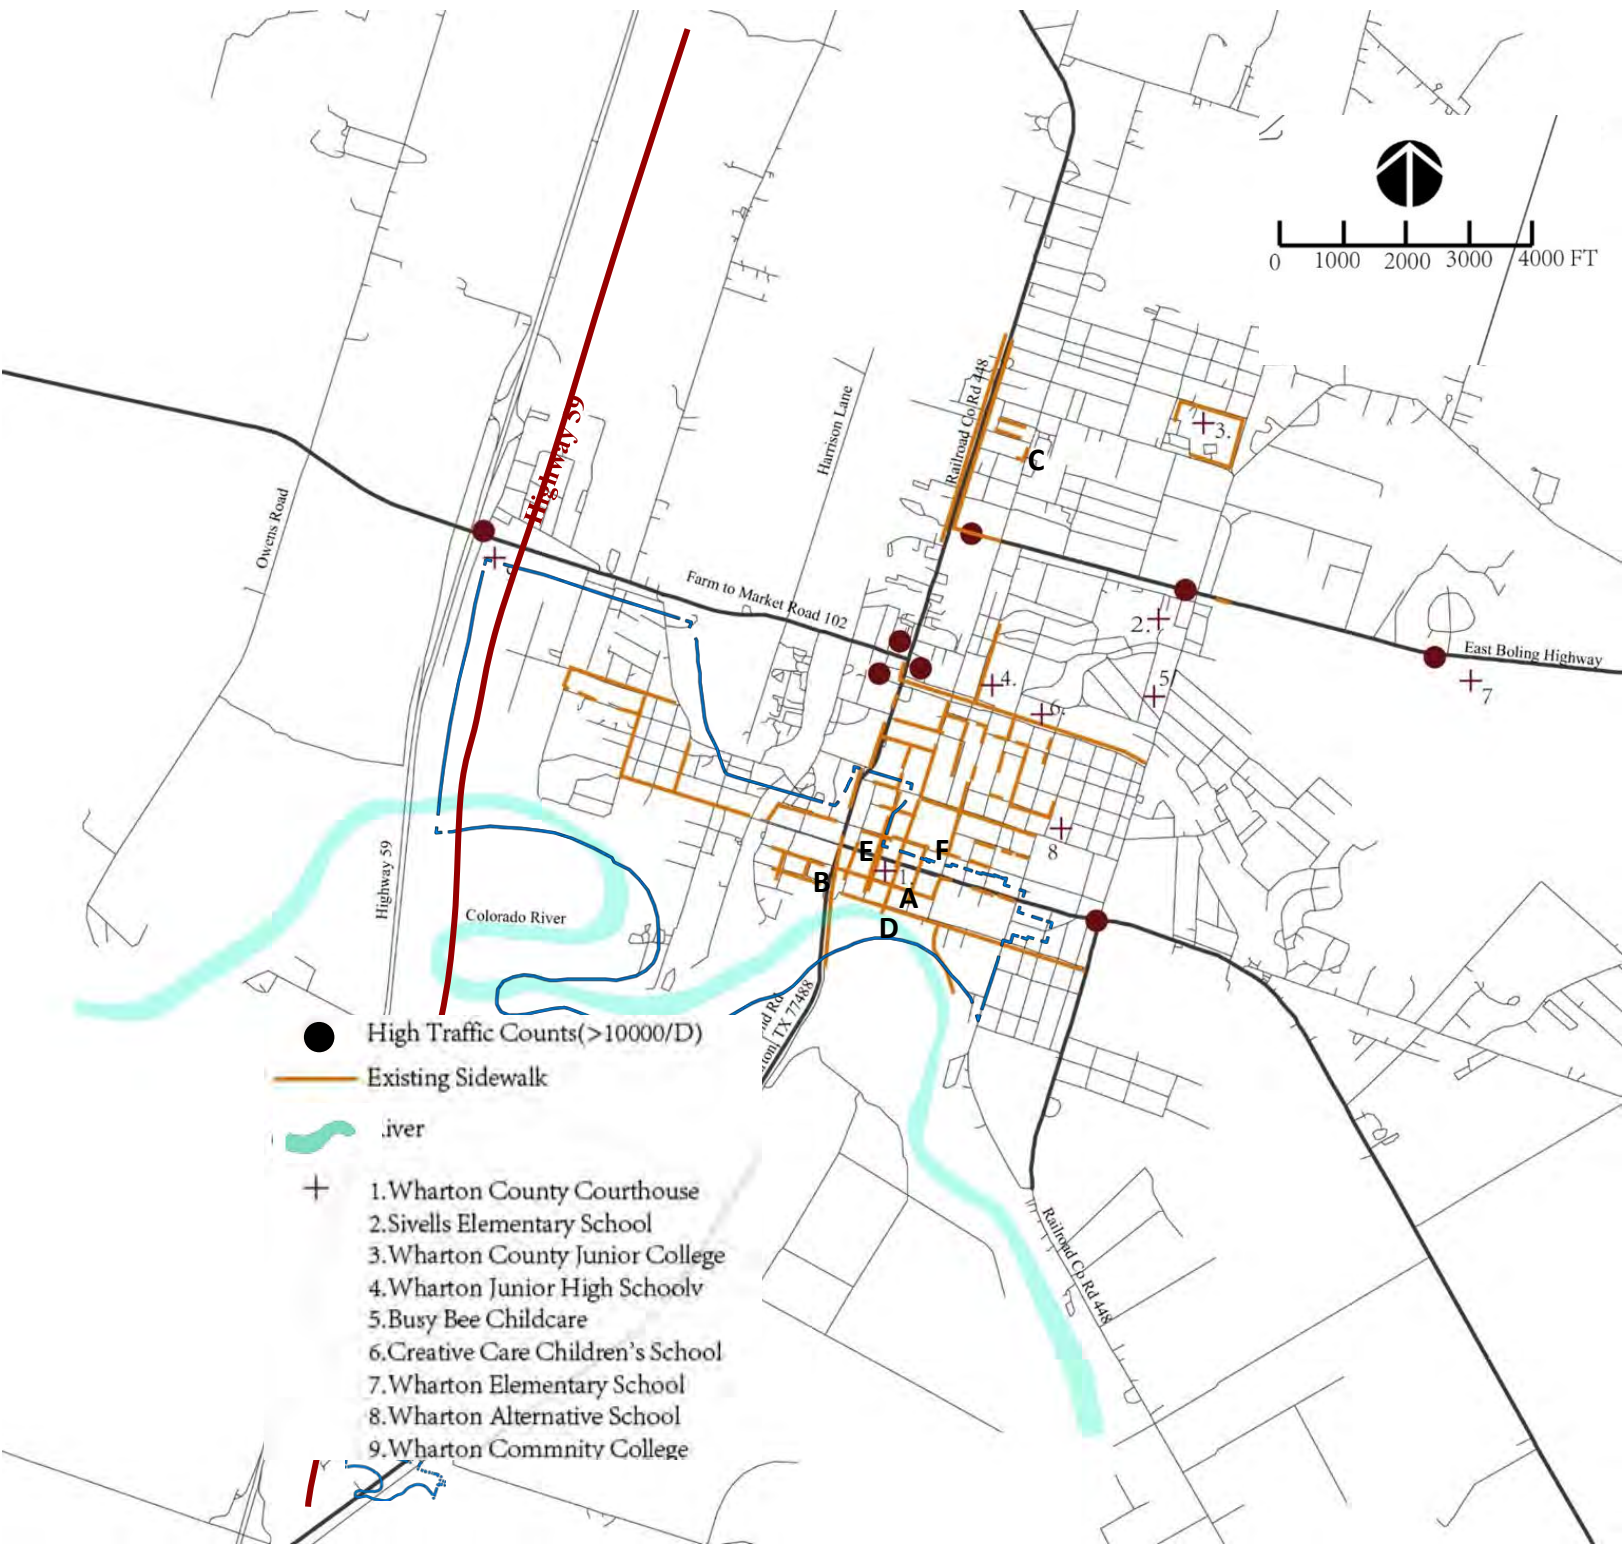 0 1000 2000 3000 4000 FT
Railroad Co Rd 448
Harrison Lane
Highway 59
Owens Road
3.
C
Farm to Market Road 102
2.
East Boling Highway
4.
5
6.
7
8
E
F
1.
B
A
D
Highway 59
Colorado River
TX 77488
High Traffic Counts(>10000/D)
Existing Sidewalk
iver
1.Wharton County Courthouse
2.Sivells Elementary School
3.Wharton County Junior College
4.Wharton Junior High Schoolv
5.Busy Bee Childcare
6.Creative Care Children's School
7.Wharton Elementary School
8.Wharton Alternative School
9.Wharton Commnity College
Railroad Co Rd 448